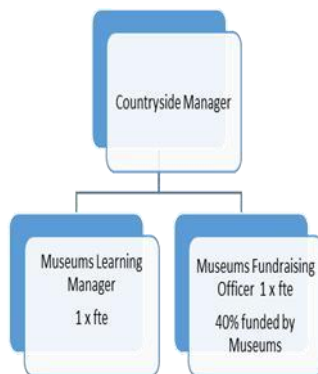 Countryside Manager
Museums Learning
Manager
1 x fte
Museums Fundraising
Officer 1 x fte
40% funded by
Museums